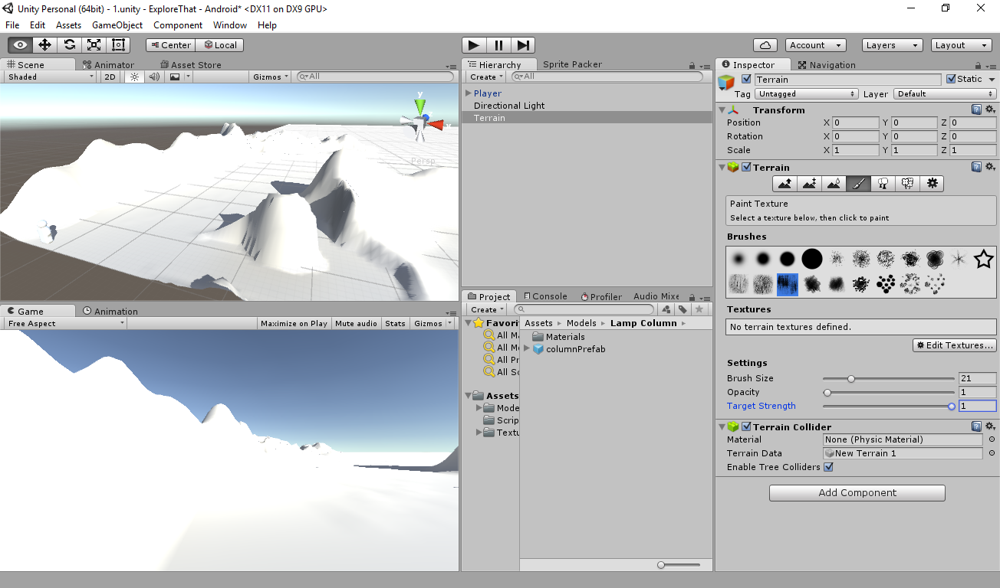 Unity Personal (64bit) - 1.unity - ExploreThat - Android* <DX11 on DX9 GPU>
File Edit Assets GameObject Component Window Help
Center Local Account Layers Layout
Scene Animator Asset Store
Shaded 2D Gizmos All
y
x
Persp
Game Animation
Free Aspect Maximize on Play Mute audio Stats Gizmos
Hierarchy Sprite Packer
Create All
Player
Directional Light
Terrain
Project Console Profiler Audio Mixe
Create
Favori
All Ma
All Mo
All Pr
All Sc
Assets
Mode
Scrip
Textu
Assets Models Lamp Column
Materials
columnPrefab
Inspector Navigation
Terrain Static
Tag Untagged Layer Default
Transform
Position X 0 Y 0 Z 0
Rotation X 0 Y 0 Z 0
Scale X 1 Y 1 Z 1
Terrain
Paint Texture
Select a texture below, then click to paint
Brushes
Textures
No terrain textures defined.
Edit Textures...
Settings
Brush Size 21
Opacity 1
Target Strength 1
Terrain Collider
Material None (Physic Material)
Terrain Data New Terrain 1
Enable Tree Colliders
Add Component